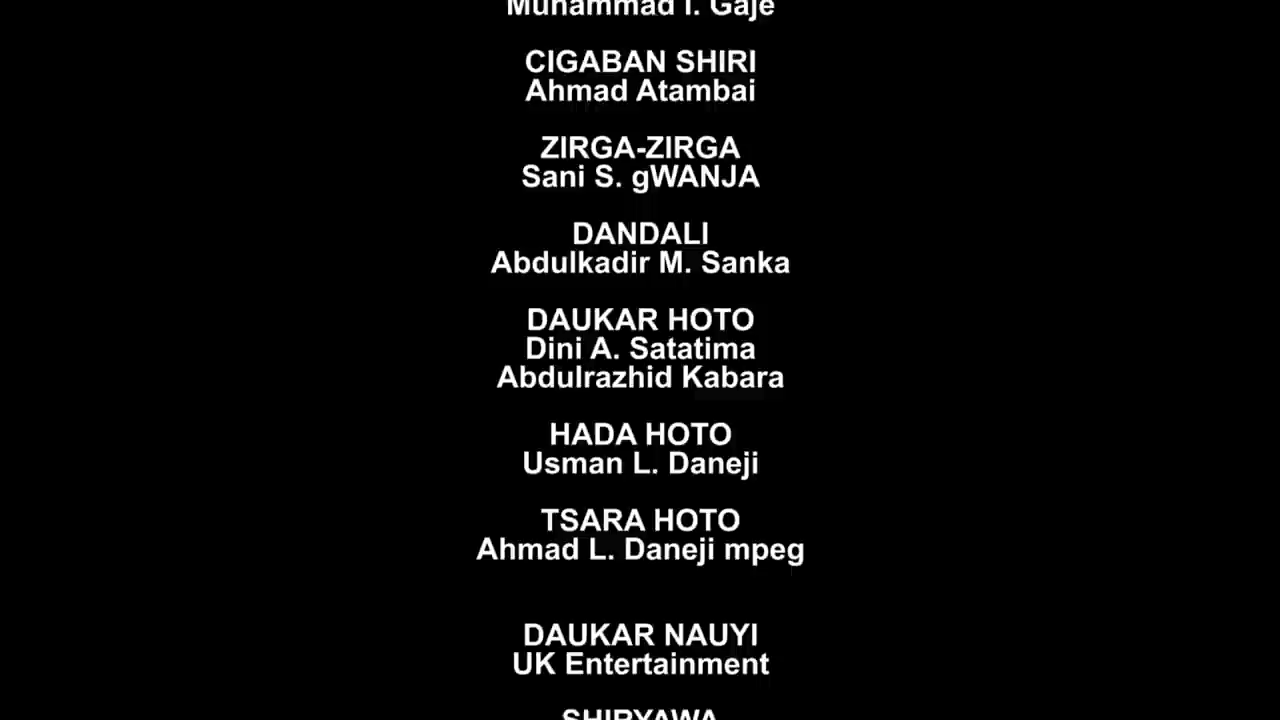 Muhammad I. Gaje
CIGABAN SHIRI
Ahmad Atambai
ZIRGA-ZIRGA
Sani S. gWANJA
DANDALI
Abdulkadir M. Sanka
DAUKAR HOTO
Dini A. Satatima
Abdulrazhid Kabara
HADA HOTO
Usman L. Daneji
TSARA HOTO
Ahmad L. Daneji mpeg
DAUKAR NAUYI
UK Entertainment
SHIRYAWA